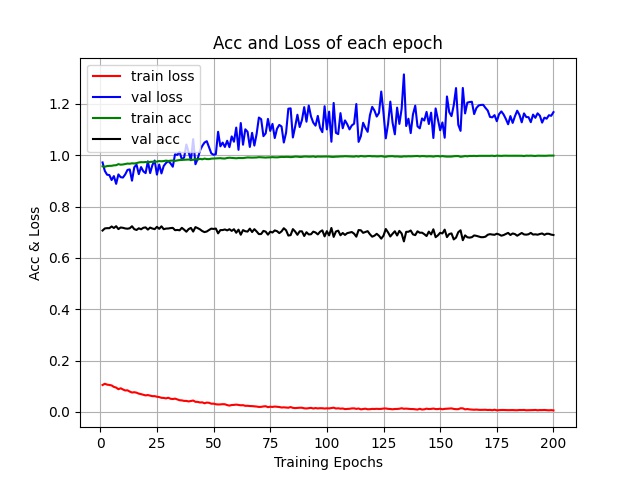 Acc and Loss of each epoch
train loss
val loss
train acc
val acc
1.2
1.0
0.8
0.6
0.4
0.2
0.0
Acc & Loss
0 25 50 75 100 125 150 175 200
Training Epochs